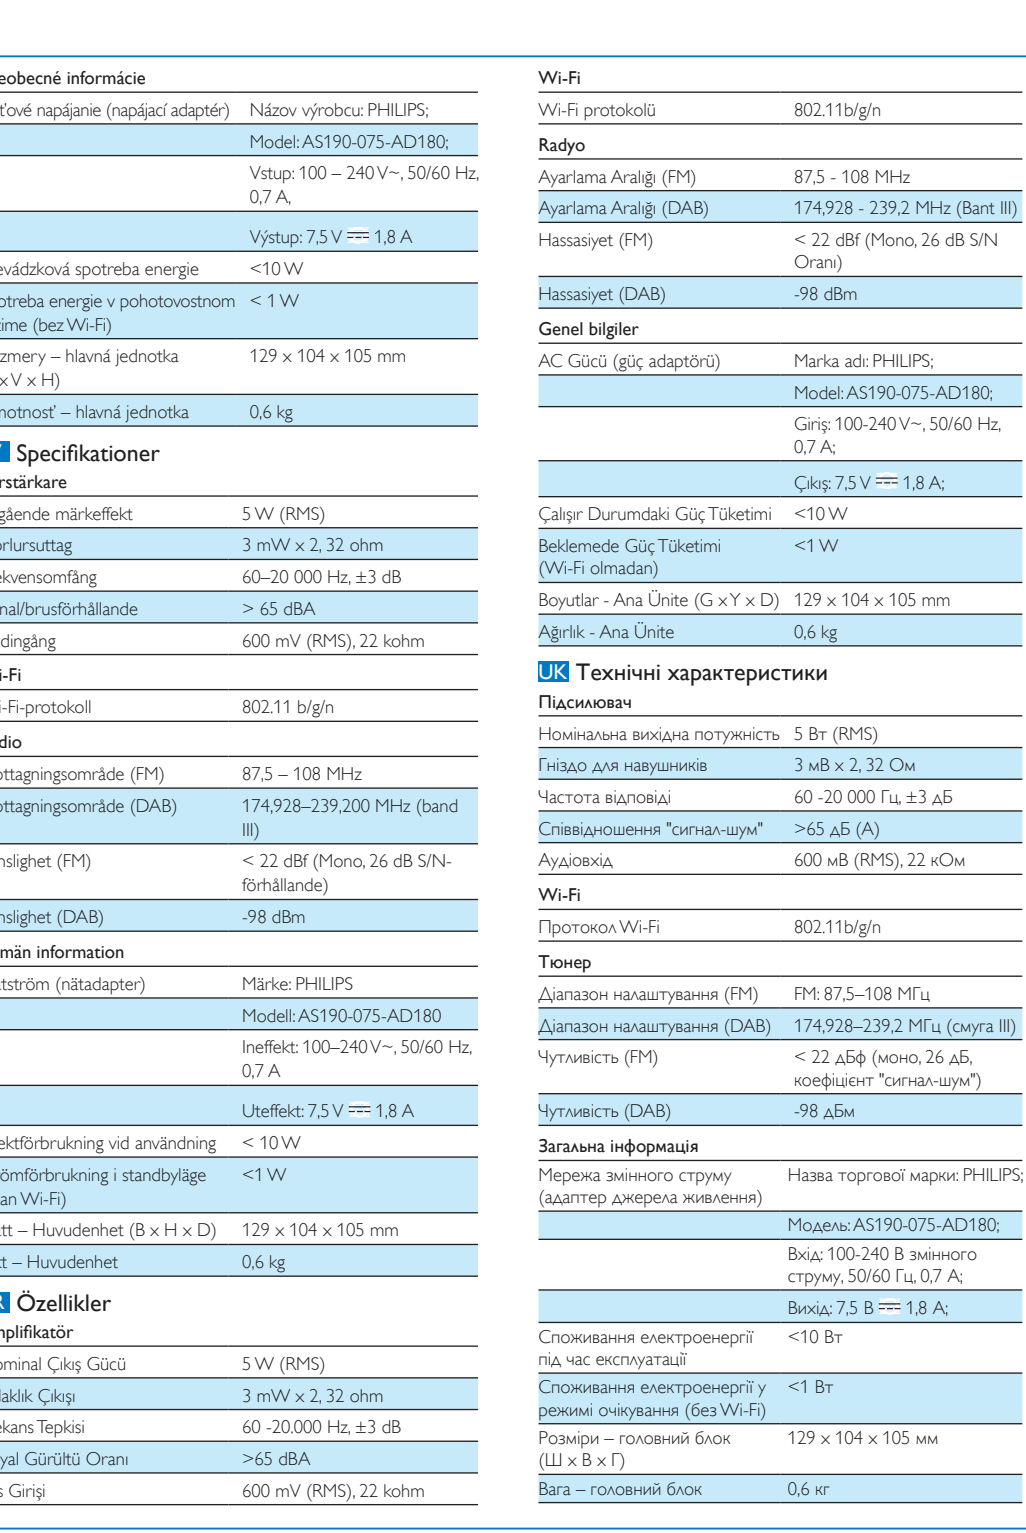 eobecné informácie
ťové napájanie (napájací adaptér) Názov výrobcu: PHILIPS;
Model: AS190-075-AD180;
Vstup: 100 – 240 V~, 50/60 Hz,
0,7 A,
Výstup: 7,5 V ⎓ 1,8 A
evádzková spotreba energie <10 W
otreba energie v pohotovostnom < 1 W
ime (bez Wi-Fi)
zmery – hlavná jednotka 129 x 104 x 105 mm
x V x H)
notnosť – hlavná jednotka 0,6 kg
Specifikationer
rstärkare
gående märkeffekt 5 W (RMS)
rlursuttag 3 mW x 2, 32 ohm
ekvensomfång 60–20 000 Hz, ±3 dB
nal/brusförhållande > 65 dBA
dingång 600 mV (RMS), 22 kohm
i-Fi
i-Fi-protokoll 802.11 b/g/n
dio
ottagningsområde (FM) 87,5 – 108 MHz
ottagningsområde (DAB) 174,928–239,200 MHz (band
III)
nslighet (FM) < 22 dBf (Mono, 26 dB S/N-
förhållande)
nslighet (DAB) -98 dBm
män information
tström (nätadapter) Märke: PHILIPS
Modell: AS190-075-AD180
Ineffekt: 100–240 V~, 50/60 Hz,
0,7 A
Uteffekt: 7,5 V ⎓ 1,8 A
ektförbrukning vid användning < 10 W
ömförbrukning i standbyläge <1 W
an Wi-Fi)
tt – Huvudenhet (B x H x D) 129 x 104 x 105 mm
t – Huvudenhet 0,6 kg
R Özellikler
nplifikatör
ominal Çıkış Gücü 5 W (RMS)
laklık Çıkışı 3 mW x 2, 32 ohm
ekans Tepkisi 60 -20.000 Hz, ±3 dB
yal Gürültü Oranı >65 dBA
s Girişi 600 mV (RMS), 22 kohm
Wi-Fi
Wi-Fi protokolü 802.11b/g/n
Radyo
Ayarlama Aralığı (FM) 87,5 - 108 MHz
Ayarlama Aralığı (DAB) 174,928 - 239,2 MHz (Bant III)
Hassasiyet (FM) < 22 dBf (Mono, 26 dB S/N
Oranı)
Hassasiyet (DAB) -98 dBm
Genel bilgiler
AC Gücü (güç adaptörü) Marka adı: PHILIPS;
Model: AS190-075-AD180;
Giriş: 100-240 V~, 50/60 Hz,
0,7 A;
Çıkış: 7,5 V ⎓ 1,8 A;
Çalışır Durumdaki Güç Tüketimi <10 W
Beklemede Güç Tüketimi <1 W
(Wi-Fi olmadan)
Boyutlar - Ana Ünite (G x Y x D) 129 x 104 x 105 mm
Ağırlık - Ana Ünite 0,6 kg
UK Технічні характеристики
Підсилювач
Номінальна вихідна потужність 5 Вт (RMS)
Гніздо для навушників 3 мВ x 2, 32 Ом
Частота відповіді 60 -20 000 Гц, ±3 дБ
Співвідношення "сигнал-шум" >65 дБ (А)
Аудіовхід 600 мВ (RMS), 22 кОм
Wi-Fi
Протокол Wi-Fi 802.11b/g/n
Тюнер
Діапазон налаштування (FM) FM: 87,5–108 МГц
Діапазон налаштування (DAB) 174,928–239,2 МГц (смуга III)
Чутливість (FM) < 22 дБф (моно, 26 дБ,
коефіцієнт "сигнал-шум")
Чутливість (DAB) -98 дБм
Загальна інформація
Мережа змінного струму Назва торгової марки: PHILIPS;
(адаптер джерела живлення)
Модель: AS190-075-AD180;
Вхід: 100-240 В змінного
струму, 50/60 Гц, 0,7 А;
Вихід: 7,5 В ⎓ 1,8 А;
Споживання електроенергії <10 Вт
під час експлуатації
Споживання електроенергії у <1 Вт
режимі очікування (без Wi-Fi)
Розміри – головний блок 129 x 104 x 105 мм
(Ш x В x Г)
Вага – головний блок 0,6 кг